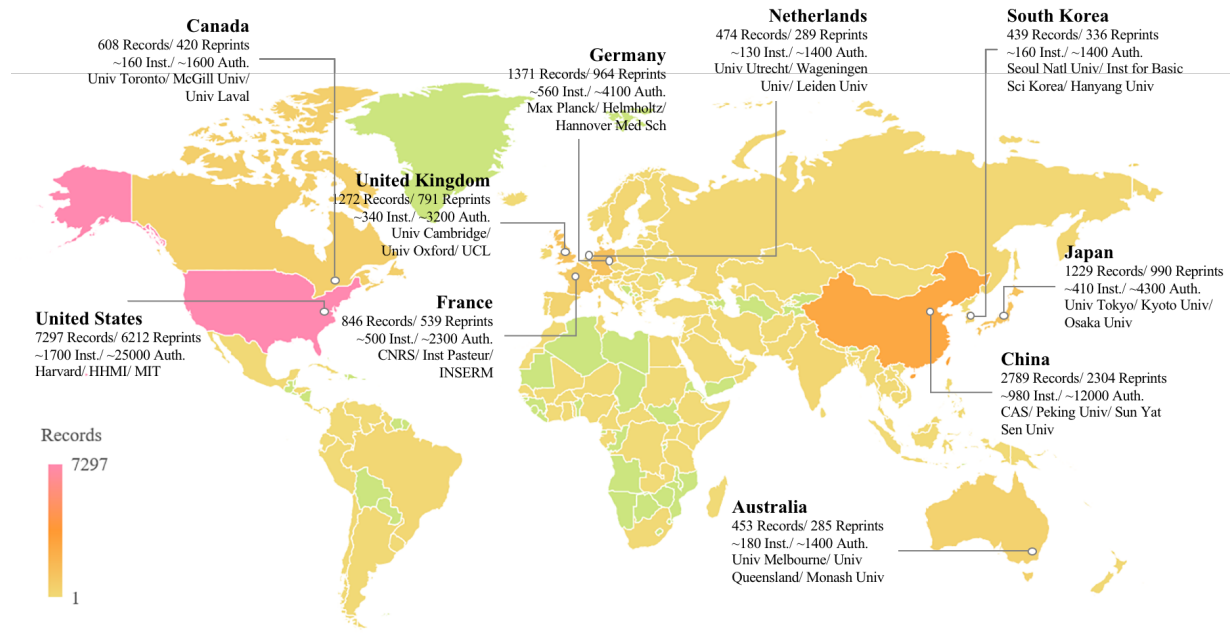 Canada
608 Records/ 420 Reprints
~160 Inst./ ~1600 Auth.
Univ Toronto/ McGill Univ/
Univ Laval
Germany
1371 Records/ 964 Reprints
~560 Inst./ ~4100 Auth.
Max Planck/ Helmholtz/
Hannover Med Sch
Netherlands
474 Records/ 289 Reprints
~130 Inst./ ~1400 Auth.
Univ Utrecht/ Wageningen
Univ/ Leiden Univ
South Korea
439 Records/ 336 Reprints
~160 Inst./ ~1400 Auth.
Seoul Natl Univ/ Inst for Basic
Sci Korea/ Hanyang Univ
United Kingdom
1272 Records/ 791 Reprints
~340 Inst./ ~3200 Auth.
Univ Cambridge/
Univ Oxford/ UCL
Japan
1229 Records/ 990 Reprints
~410 Inst./ ~4300 Auth.
Univ Tokyo/ Kyoto Univ/
Osaka Univ
United States
7297 Records/ 6212 Reprints
~1700 Inst./ ~25000 Auth.
Harvard/ HHMI/ MIT
France
846 Records/ 539 Reprints
~500 Inst./ ~2300 Auth.
CNRS/ Inst Pasteur/
INSERM
China
2789 Records/ 2304 Reprints
~980 Inst./ ~12000 Auth.
CAS/ Peking Univ/ Sun Yat
Sen Univ
Records
7297
1
Australia
453 Records/ 285 Reprints
~180 Inst./ ~1400 Auth.
Univ Melbourne/ Univ
Queensland/ Monash Univ